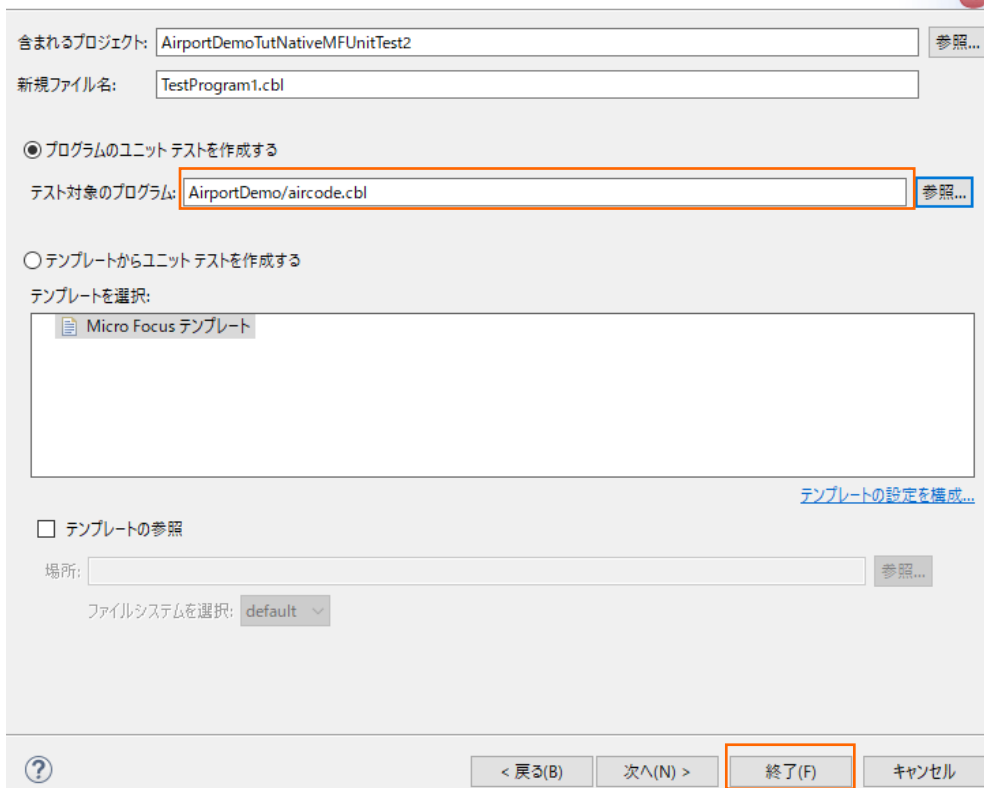 含まれるプロジェクト: AirportDemoTutNativeMFUnitTest2 参照...
新規ファイル名: TestProgram1.cbl
プログラムのユニット テストを作成する
テスト対象のプログラム: AirportDemo/aircode.cbl 参照...
テンプレートからユニット テストを作成する
テンプレートを選択:
Micro Focus テンプレート
テンプレートの設定を構成...
テンプレートの参照
場所: 参照...
ファイルシステムを選択: default
? < 戻る(B) 次へ(N) > 終了(F) キャンセル